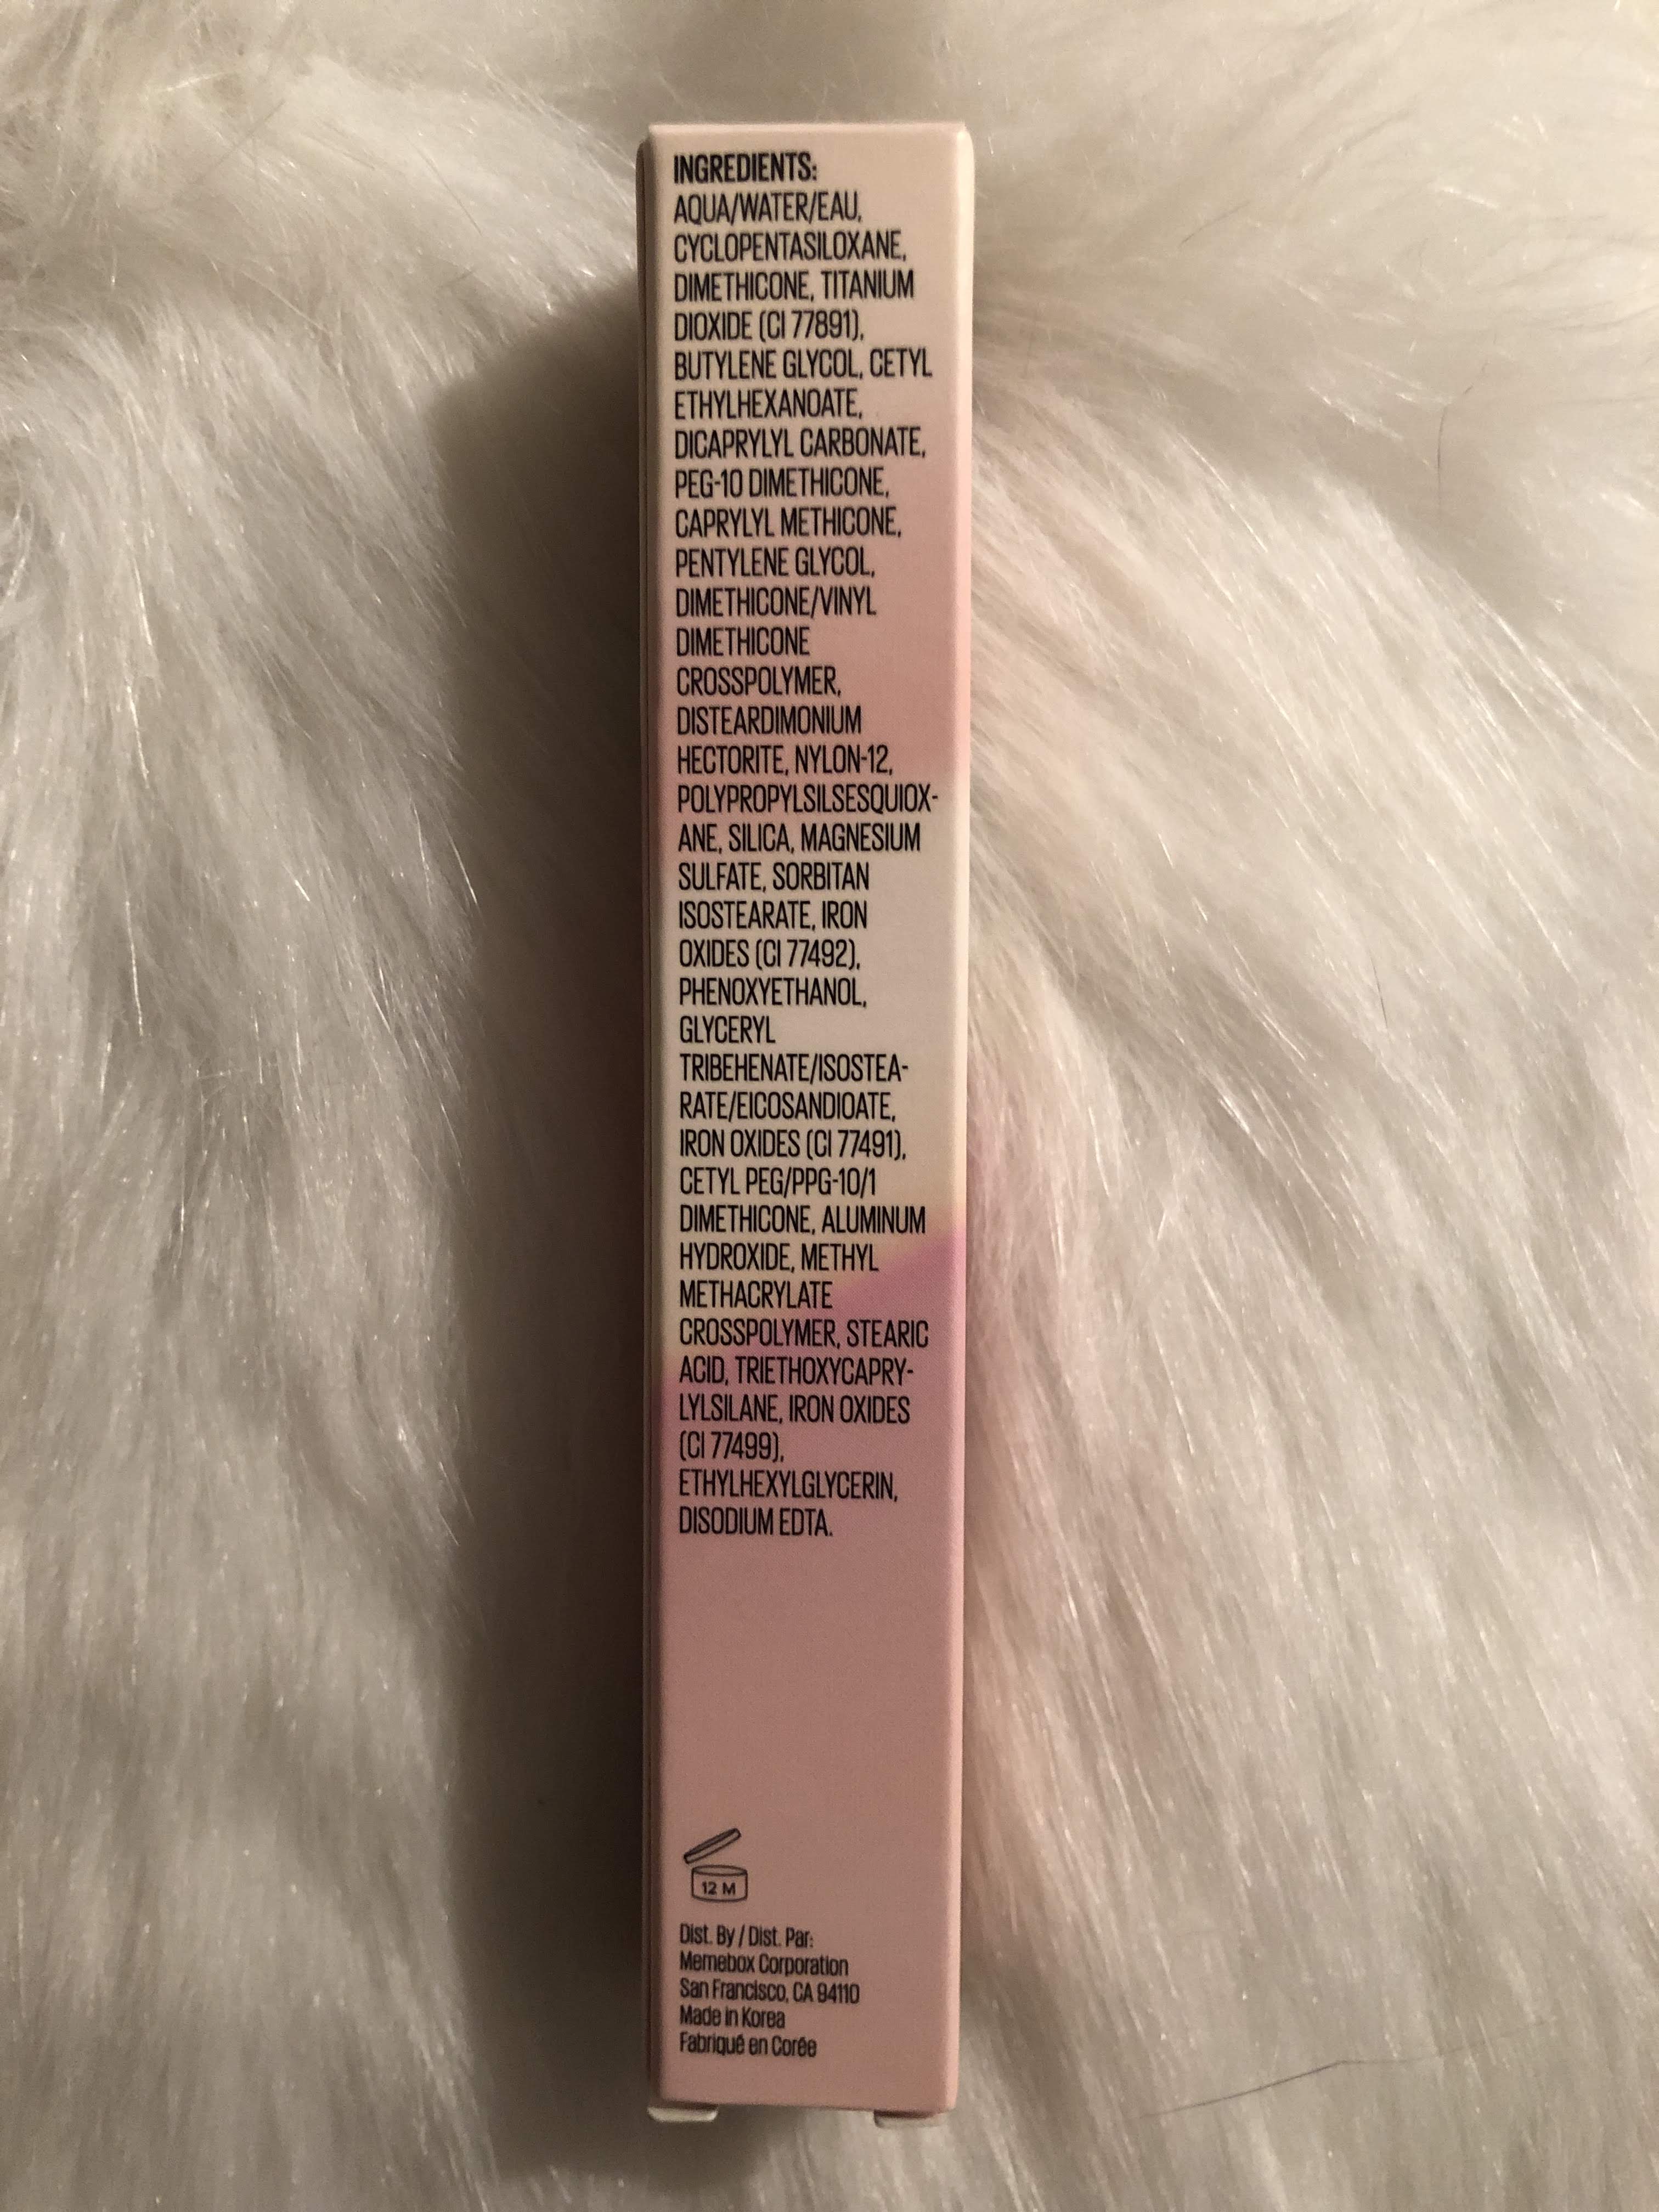 INGREDIENTS:
AQUA/WATER/EAU,
CYCLOPENTASILOXANE,
DIMETHICONE, TITANIUM
DIOXIDE (CI 77891),
BUTYLENE GLYCOL, CETYL
ETHYLHEXANOATE,
DICAPRYLYL CARBONATE,
PEG-10 DIMETHICONE,
CAPRYLYL METHICONE,
PENTYLENE GLYCOL,
DIMETHICONE/VINYL
DIMETHICONE
CROSSPOLYMER,
DISTEARDIMONIUM
HECTORITE, NYLON-12,
POLYPROPYLSILSESQUIOX-
ANE, SILICA, MAGNESIUM
SULFATE, SORBITAN
ISOSTEARATE, IRON
OXIDES (CI 77492),
PHENOXYETHANOL,
GLYCERYL
TRIBEHENATE/ISOSTEA-
RATE/EICOSANDIOATE,
IRON OXIDES (CI 77491),
CETYL PEG/PPG-10/1
DIMETHICONE, ALUMINUM
HYDROXIDE, METHYL
METHACRYLATE
CROSSPOLYMER, STEARIC
ACID, TRIETHOXYCAPRY-
LYLSILANE, IRON OXIDES
(CI 77499),
ETHYLHEXYLGLYCERIN,
DISODIUM EDTA.
12 M
Dist. By / Dist. Par:
Memebox Corporation
San Francisco, CA 94110
Made in Korea
Fabriqué en Corée